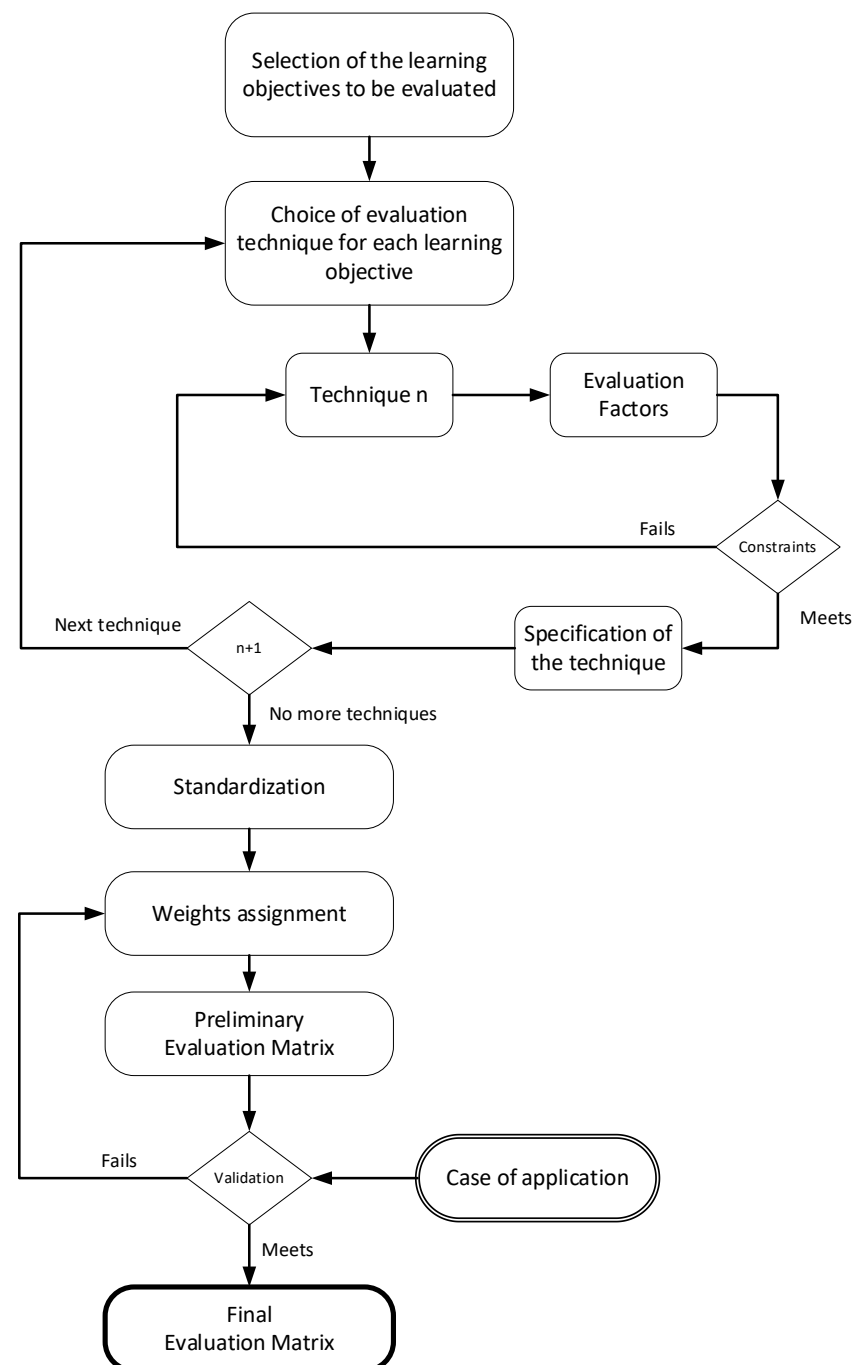 Selection of the learning
objectives to be evaluated
Choice of evaluation
technique for each learning
objective
Technique n
Evaluation
Factors
Fails
Constraints
Meets
Next technique
n+1
Specification of
the technique
No more techniques
Standardization
Weights assignment
Preliminary
Evaluation Matrix
Fails
Validation
Case of application
Meets
Final
Evaluation Matrix